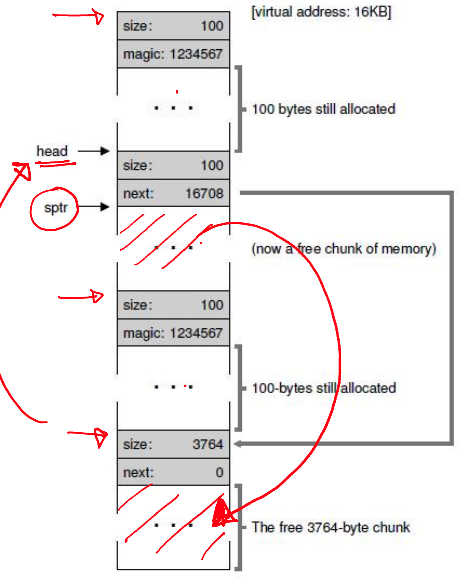 [virtual address: 16KB]
size: 100
magic: 1234567
. . .
100 bytes still allocated
head
size: 100
next: 16708
sptr
. . .
(now a free chunk of memory)
size: 100
magic: 1234567
. . .
100-bytes still allocated
size: 3764
next: 0
. . .
The free 3764-byte chunk